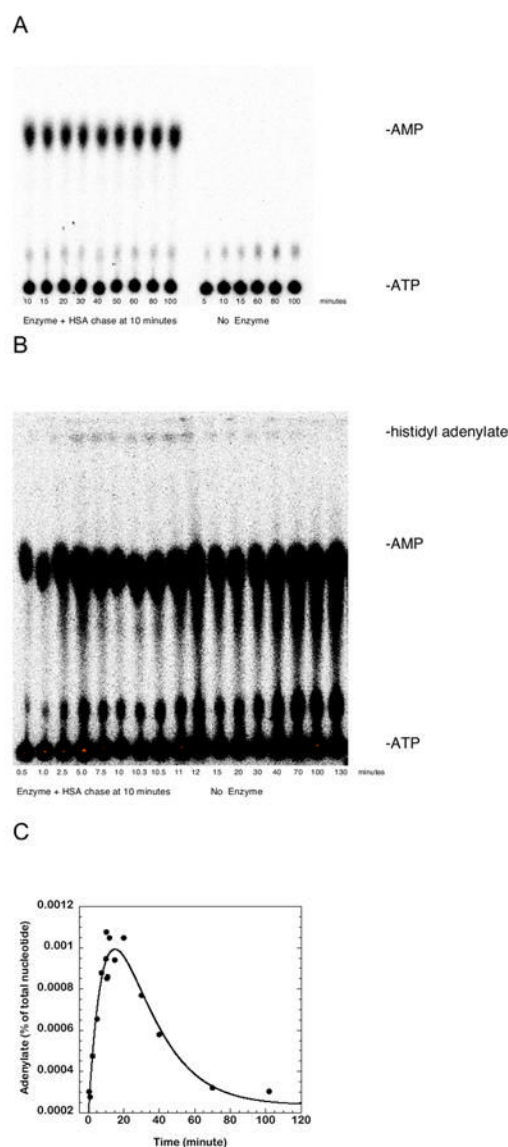 A
-AMP
-ATP
10 15 20 30 40 50 60 80 100 5 10 15 60 80 100 minutes
Enzyme + HSA chase at 10 minutes No Enzyme
B
-histidyl adenylate
-AMP
-ATP
0.5 1.0 2.5 5.0 7.5 10 10.3 10.5 11 12 15 20 30 40 70 100 130 minutes
Enzyme + HSA chase at 10 minutes No Enzyme
C
Adenylate (% of total nucleotide)
0.0012
0.001
0.0008
0.0006
0.0004
0.0002
0 20 40 60 80 100 120
Time (minute)